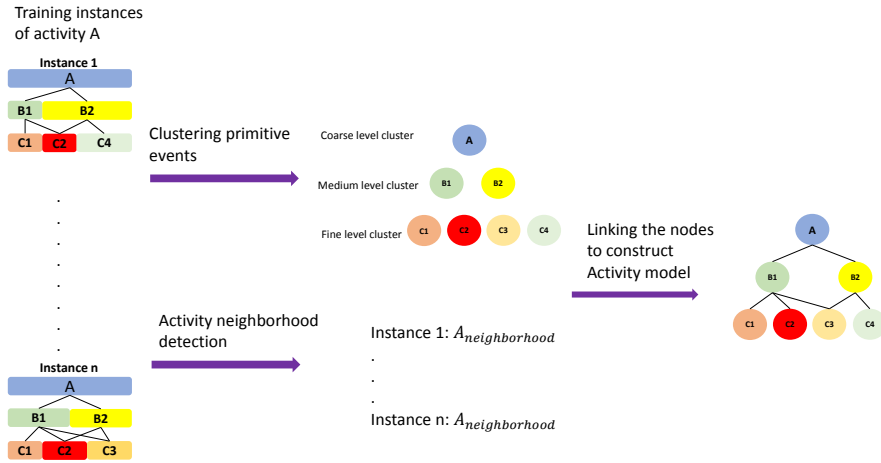 Training instances
of activity A
Instance 1
A
B1 B2
C1 C2 C4
.
.
.
.
.
.
.
.
Instance n
A
B1 B2
C1 C2 C3
Clustering primitive
events
Activity neighborhood
detection
Coarse level cluster
A
Medium level cluster
B1 B2
Fine level cluster
C1 C2 C3 C4
Instance 1: A_neighborhood
.
.
.
Instance n: A_neighborhood
Linking the nodes
to construct
Activity model
A
B1 B2
C1 C2 C3 C4